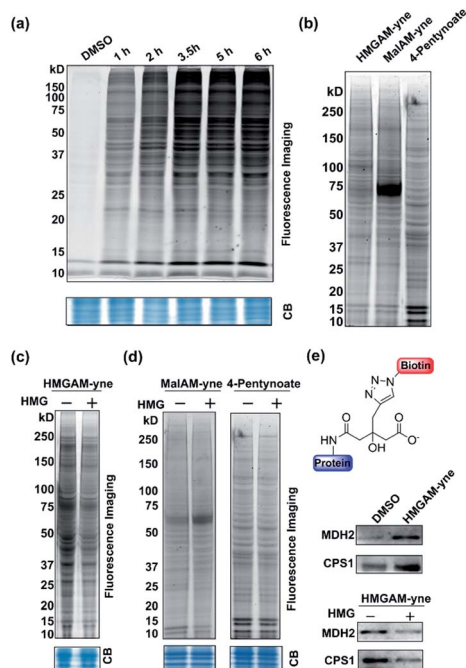 (a)
DMSO 1 h 2 h 3.5h 5 h 6 h
kD
150
100
75
50
37
25
20
15
10
Fluorescence Imaging
CB
(b)
HMGAM-yne MalAM-yne 4-Pentynoate
kD
250
150
100
75
50
37
25
20
15
10
Fluorescence Imaging
(c)
HMGAM-yne
HMG − +
kD
250
150
100
75
50
37
25
20
15
10
Fluorescence Imaging
CB
(d)
MalAM-yne 4-Pentynoate
HMG − + − +
kD
250
150
100
75
50
37
25
20
15
10
Fluorescence Imaging
CB
(e)
Biotin
N N
N
O O
HN O⁻
OH
Protein
DMSO HMGAM-yne
MDH2
CPS1
HMGAM-yne
HMG − +
MDH2
CPS1